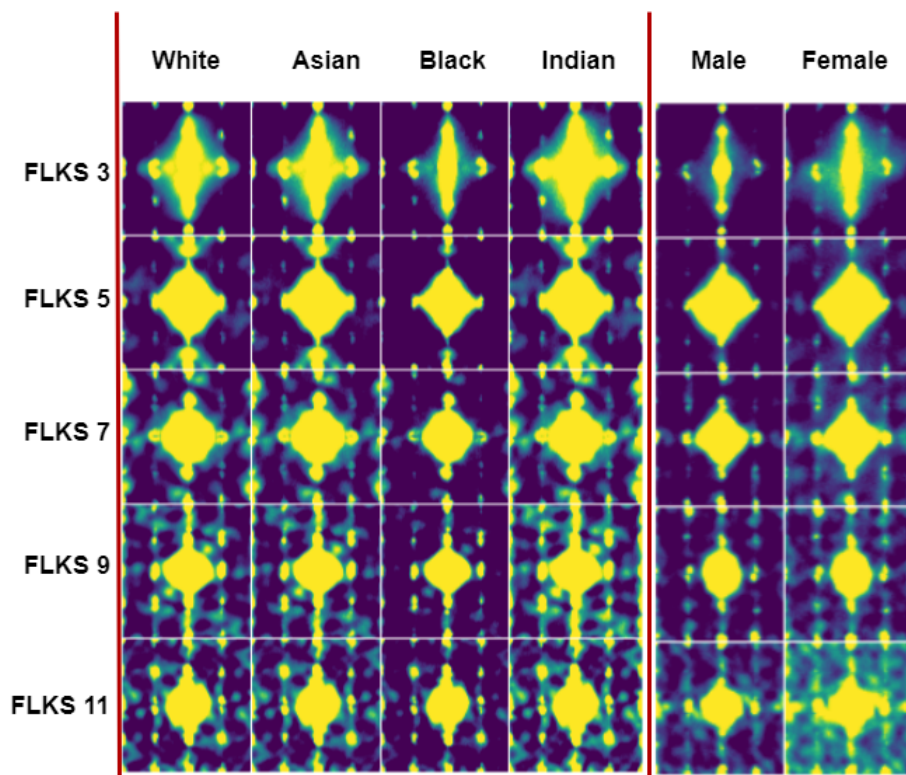 White Asian Black Indian Male Female
FLKS 3
FLKS 5
FLKS 7
FLKS 9
FLKS 11